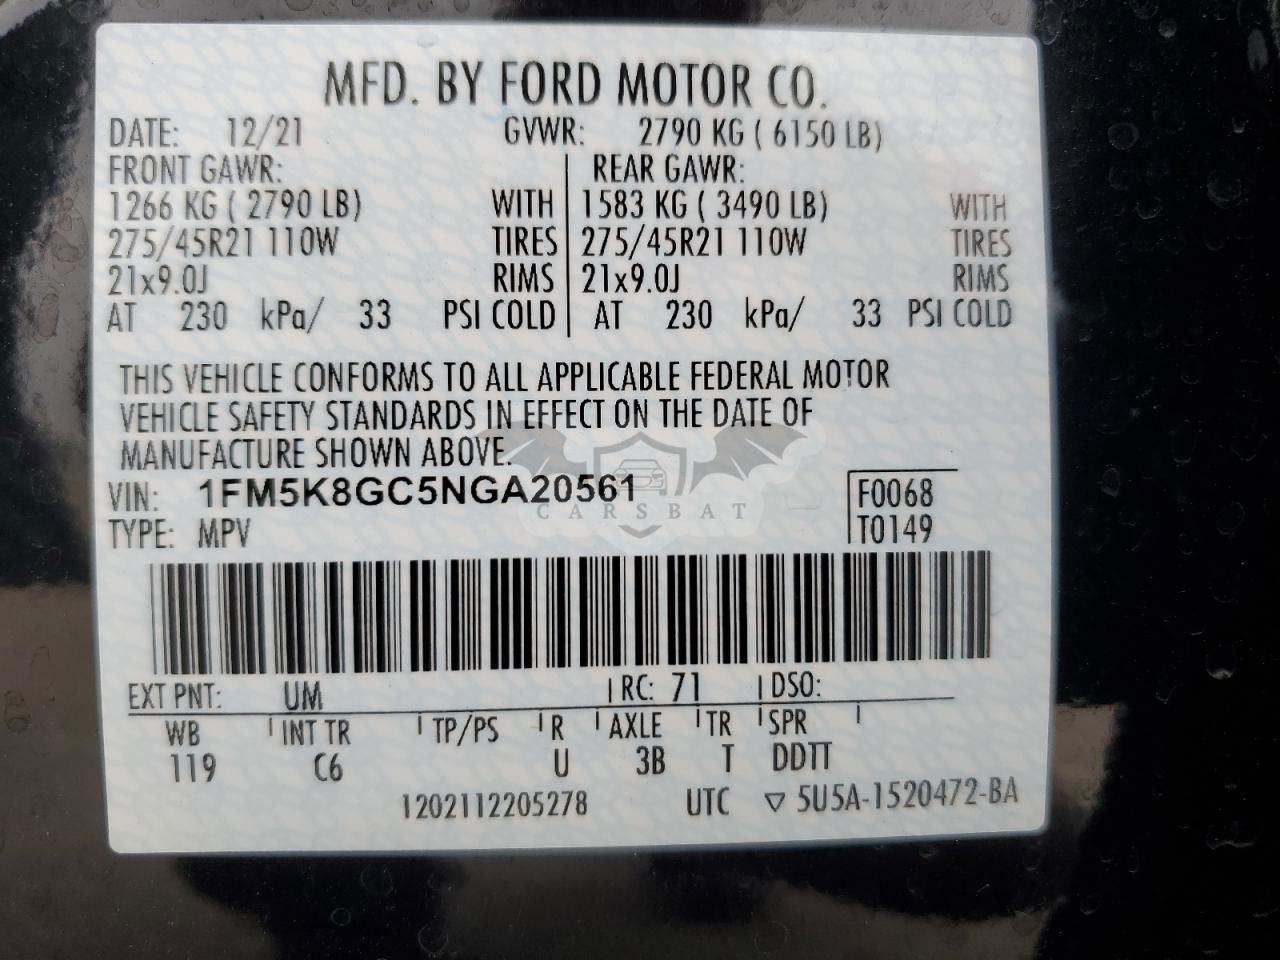 MFD. BY FORD MOTOR CO.
DATE: 12/21 GVWR: 2790 KG ( 6150 LB)
FRONT GAWR: REAR GAWR:
1266 KG ( 2790 LB) WITH 1583 KG ( 3490 LB) WITH
275/45R21 110W TIRES 275/45R21 110W TIRES
21x9.0J RIMS 21x9.0J RIMS
AT 230 kPa/ 33 PSI COLD AT 230 kPa/ 33 PSI COLD
THIS VEHICLE CONFORMS TO ALL APPLICABLE FEDERAL MOTOR
VEHICLE SAFETY STANDARDS IN EFFECT ON THE DATE OF
MANUFACTURE SHOWN ABOVE.
VIN: 1FM5K8GC5NGA20561 F0068
CARSBAT
TYPE: MPV T0149
EXT PNT: UM RC: 71 DSO:
WB INT TR TP/PS R AXLE TR SPR
119 C6 U 3B T DDTT
1202112205278 UTC ▽ 5U5A-1520472-BA